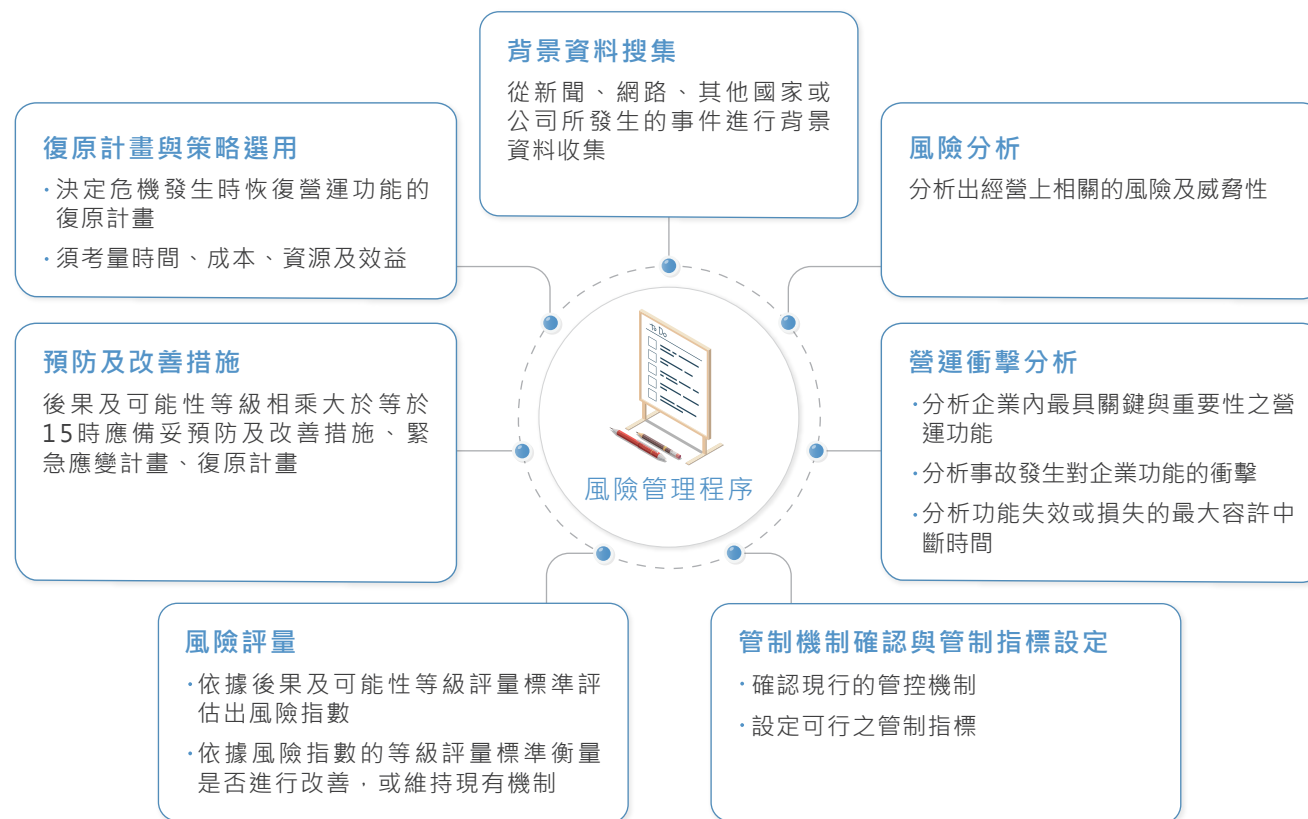 背景資料搜集
從新聞、網路、其他國家或
公司所發生的事件進行背景
資料收集
風險分析
分析出經營上相關的風險及威脅性
營運衝擊分析
·分析企業內最具關鍵與重要性之營
運功能
·分析事故發生對企業功能的衝擊
·分析功能失效或損失的最大容許中
斷時間
管制機制確認與管制指標設定
·確認現行的管控機制
·設定可行之管制指標
風險評量
·依據後果及可能性等級評量標準評
估出風險指數
·依據風險指數的等級評量標準衡量
是否進行改善，或維持現有機制
預防及改善措施
後果及可能性等級相乘大於等於
15時應備妥預防及改善措施、緊
急應變計畫、復原計畫
復原計畫與策略選用
·決定危機發生時恢復營運功能的
復原計畫
·須考量時間、成本、資源及效益
To Do
風險管理程序